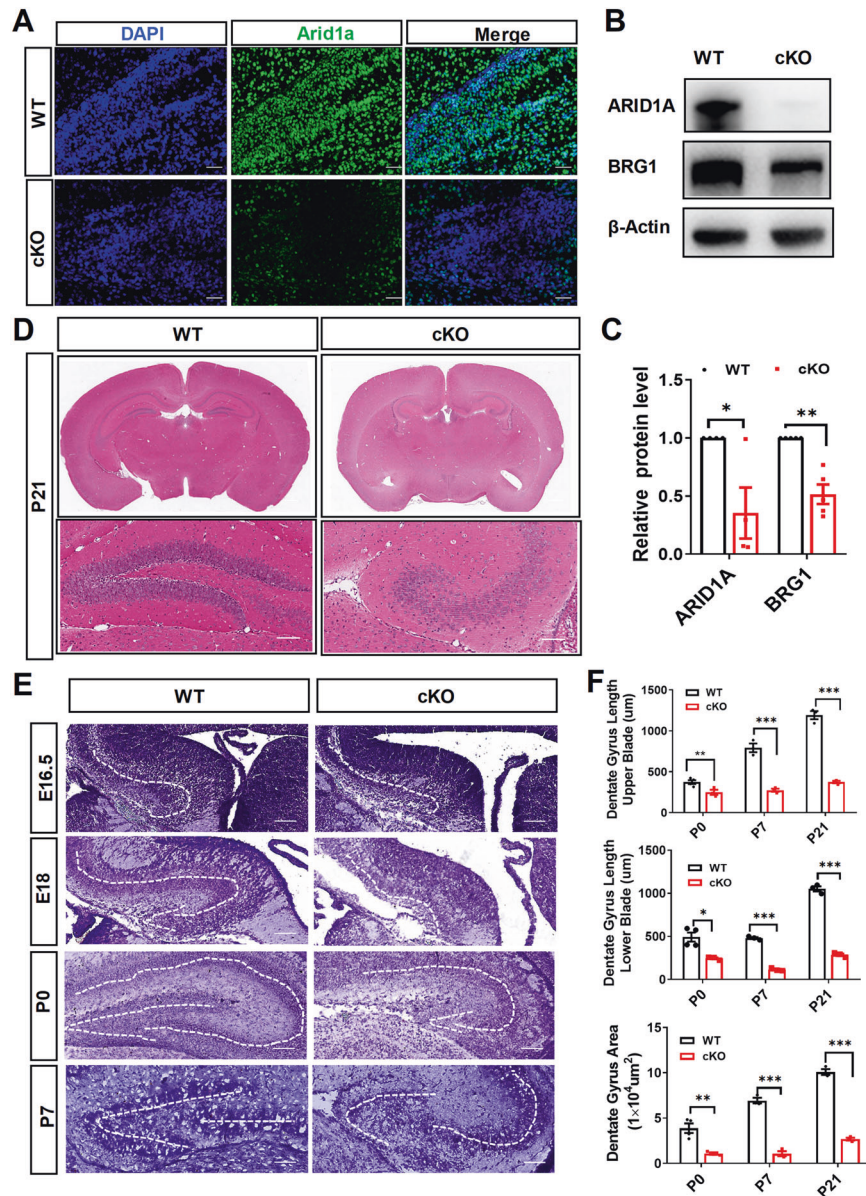 A
DAPI
Arid1a
Merge
WT
cKO
B
WT
cKO
ARID1A
BRG1
β-Actin
D
WT
cKO
P21
C
WT
cKO
Relative protein level
1.5
1.0
0.5
0.0
*
**
ARID1A
BRG1
E
WT
cKO
E16.5
E18
P0
P7
F
Dentate Gyrus Length
Upper Blade (um)
1500
1000
500
0
WT
cKO
**
***
***
P0
P7
P21
Dentate Gyrus Length
Lower Blade (um)
1500
1000
500
0
WT
cKO
*
***
***
P0
P7
P21
Dentate Gyrus Area
(1×10⁴um²)
15
10
5
0
WT
cKO
**
***
***
P0
P7
P21